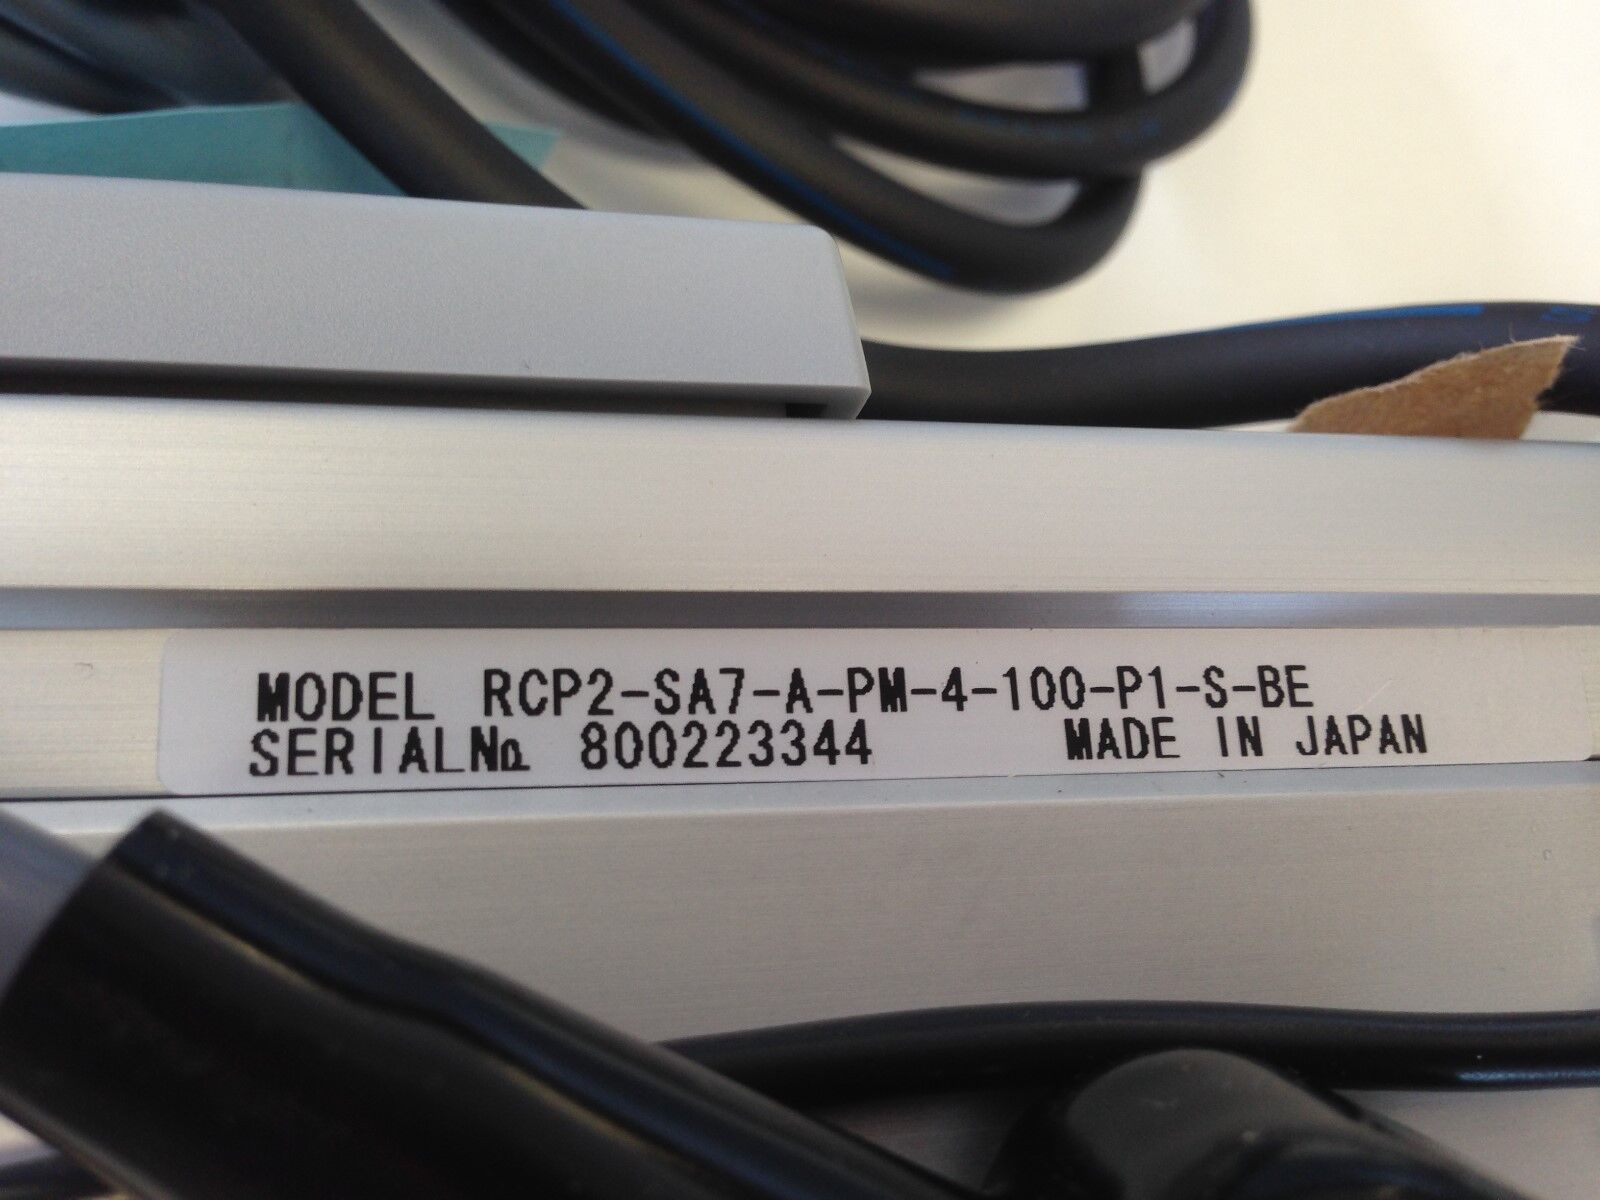 MODEL RCP2-SA7-A-PM-4-100-P1-S-BE
SERIAL№ 800223344 MADE IN JAPAN